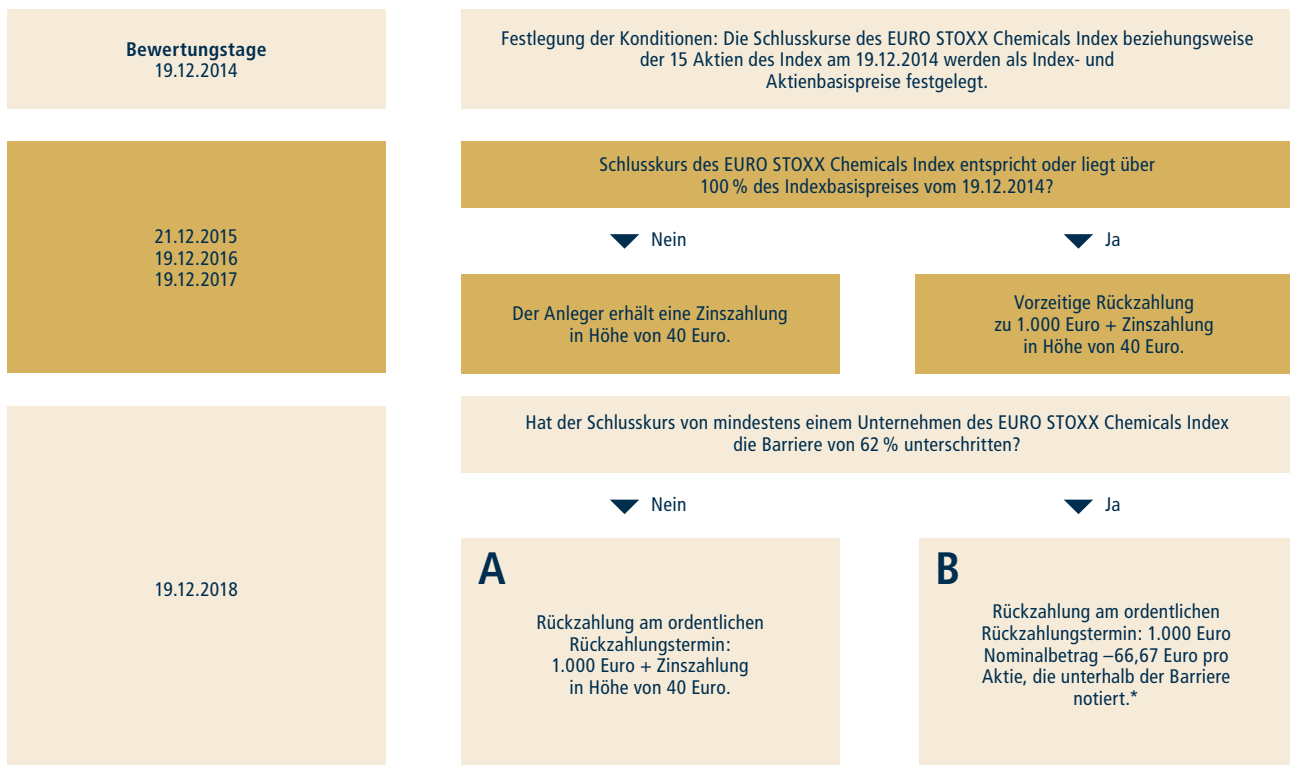 Bewertungstage
19.12.2014
Festlegung der Konditionen: Die Schlusskurse des EURO STOXX Chemicals Index beziehungsweise
der 15 Aktien des Index am 19.12.2014 werden als Index- und
Aktienbasispreise festgelegt.
21.12.2015
19.12.2016
19.12.2017
Schlusskurs des EURO STOXX Chemicals Index entspricht oder liegt über
100 % des Indexbasispreises vom 19.12.2014?
Nein
Ja
Der Anleger erhält eine Zinszahlung
in Höhe von 40 Euro.
Vorzeitige Rückzahlung
zu 1.000 Euro + Zinszahlung
in Höhe von 40 Euro.
19.12.2018
Hat der Schlusskurs von mindestens einem Unternehmen des EURO STOXX Chemicals Index
die Barriere von 62 % unterschritten?
Nein
Ja
A
Rückzahlung am ordentlichen
Rückzahlungstermin:
1.000 Euro + Zinszahlung
in Höhe von 40 Euro.
B
Rückzahlung am ordentlichen
Rückzahlungstermin: 1.000 Euro
Nominalbetrag –66,67 Euro pro
Aktie, die unterhalb der Barriere
notiert.*